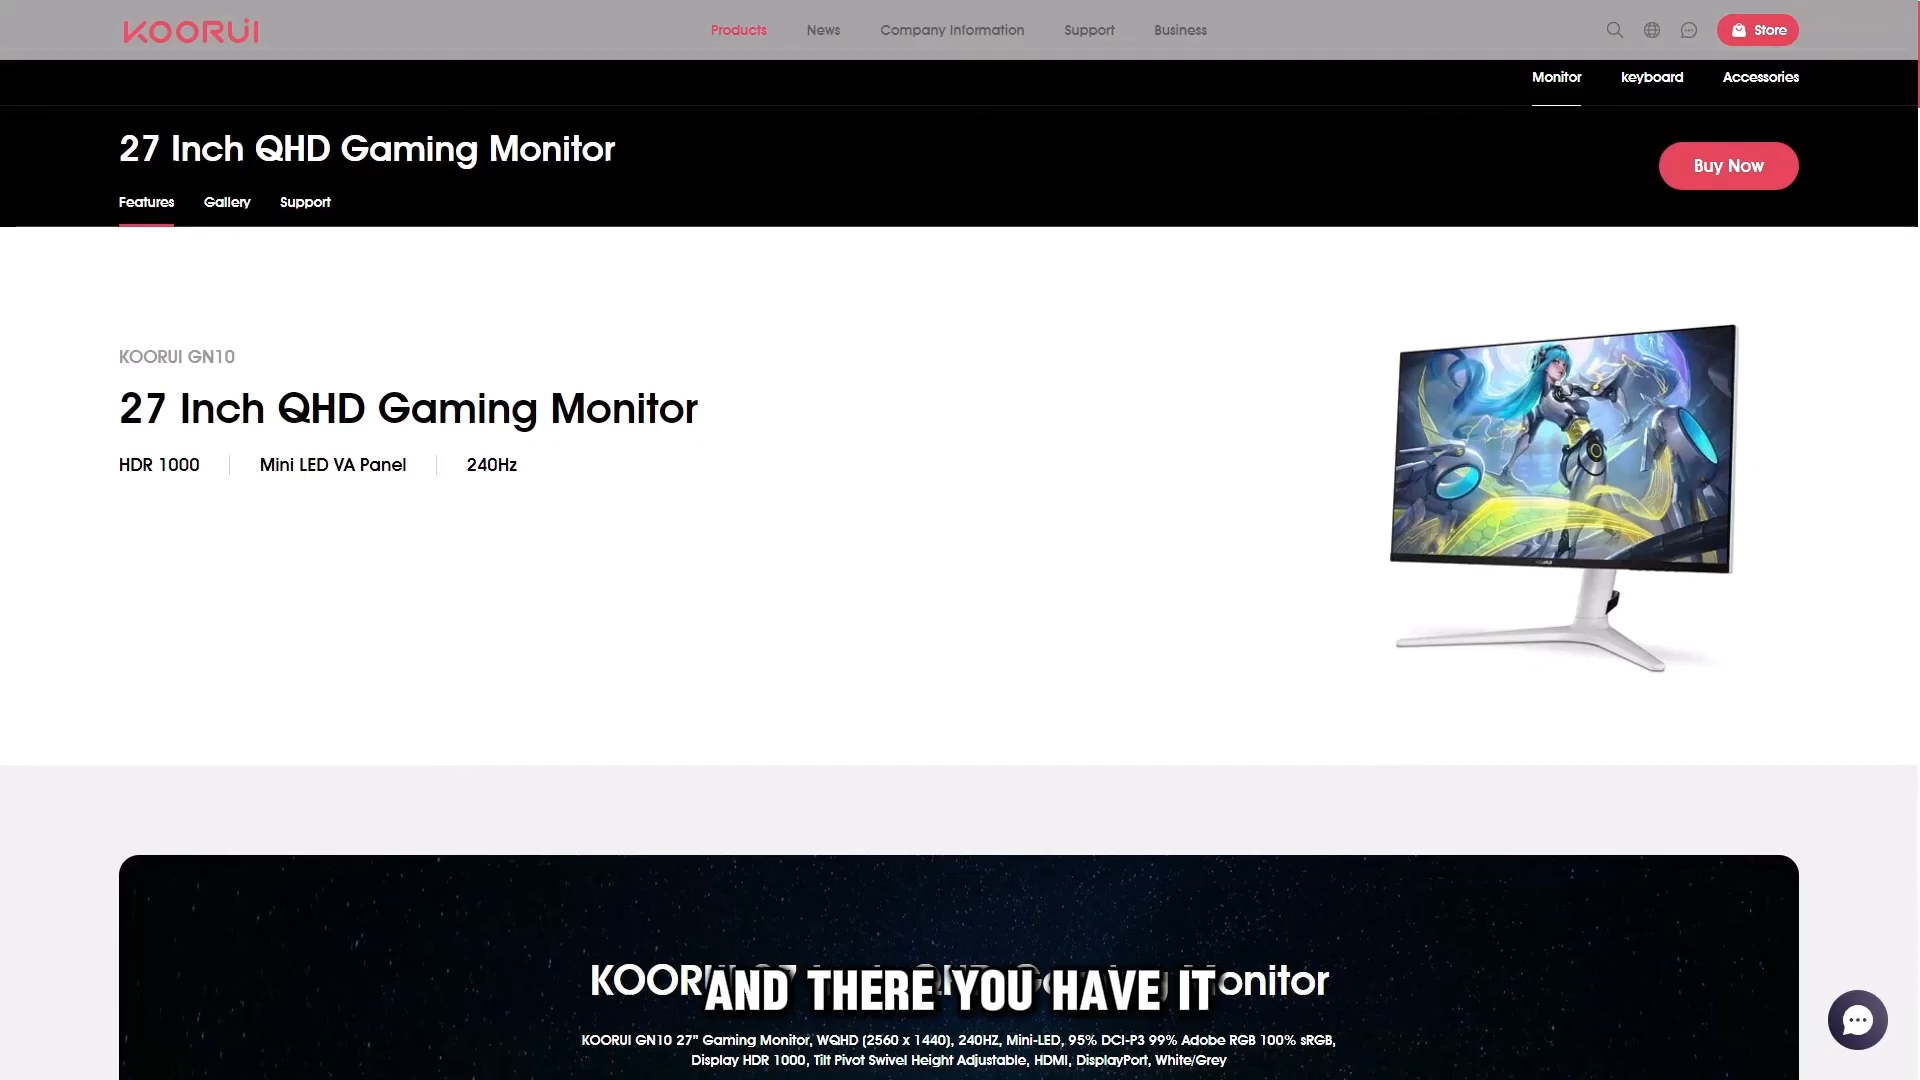 KOORUI
Products
News
Company Information
Support
Business
Store
Monitor
keyboard
Accessories
27 Inch QHD Gaming Monitor
Buy Now
Features
Gallery
Support
KOORUI GN10
27 Inch QHD Gaming Monitor
HDR 1000
Mini LED VA Panel
240Hz
AND THERE YOU HAVE IT
KOORUI GN10 27” Gaming Monitor, WQHD (2560 x 1440), 240HZ, Mini-LED, 95% DCI-P3 99% Adobe RGB 100% sRGB,
Display HDR 1000, Tilt Pivot Swivel Height Adjustable, HDMI, DisplayPort, White/Grey